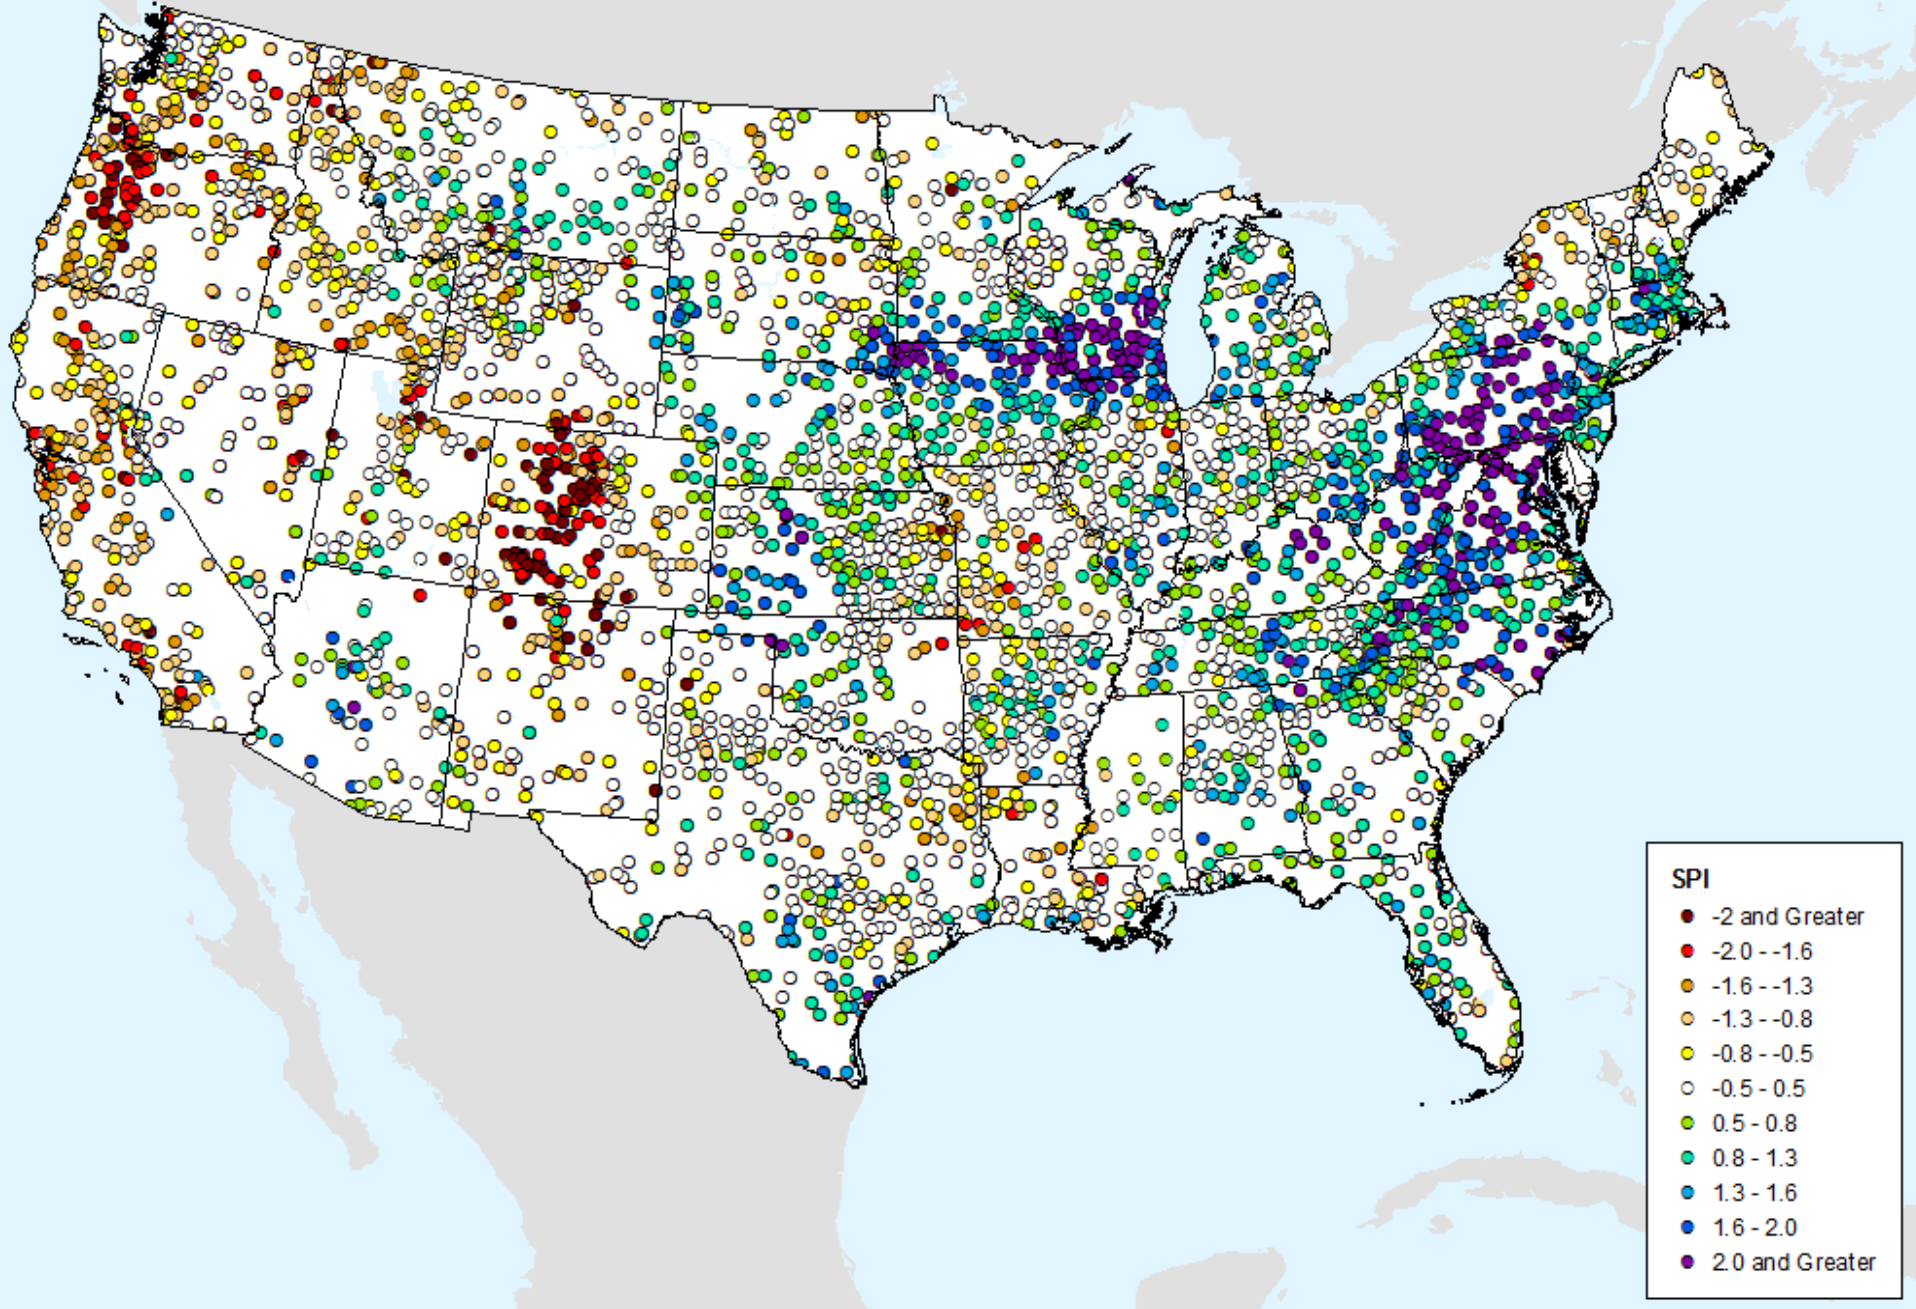 SPI
-2 and Greater
-2.0 - -1.6
-1.6 - -1.3
-1.3 - -0.8
-0.8 - -0.5
-0.5 - 0.5
0.5 - 0.8
0.8 - 1.3
1.3 - 1.6
1.6 - 2.0
2.0 and Greater